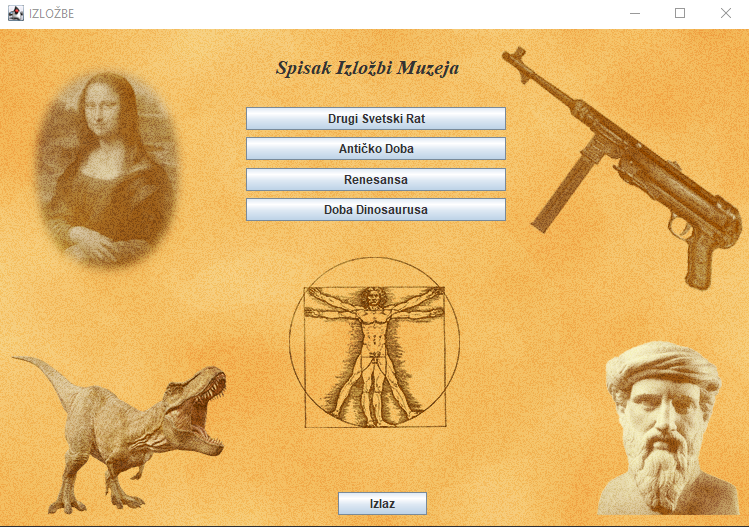 IZLOŽBE
Spisak Izložbi Muzeja
Drugi Svetski Rat
Antičko Doba
Renesansa
Doba Dinosaurusa
Izlaz